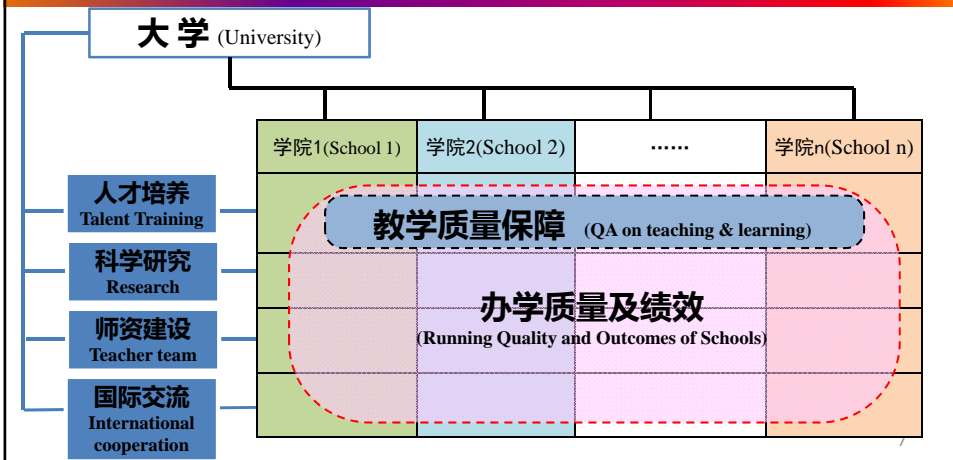 大 学 (University)
学院1(School 1) 学院2(School 2) ...... 学院n(School n)
人才培养
Talent Training
教学质量保障 (QA on teaching & learning)
科学研究
Research
办学质量及绩效
(Running Quality and Outcomes of Schools)
师资建设
Teacher team
国际交流
International
cooperation